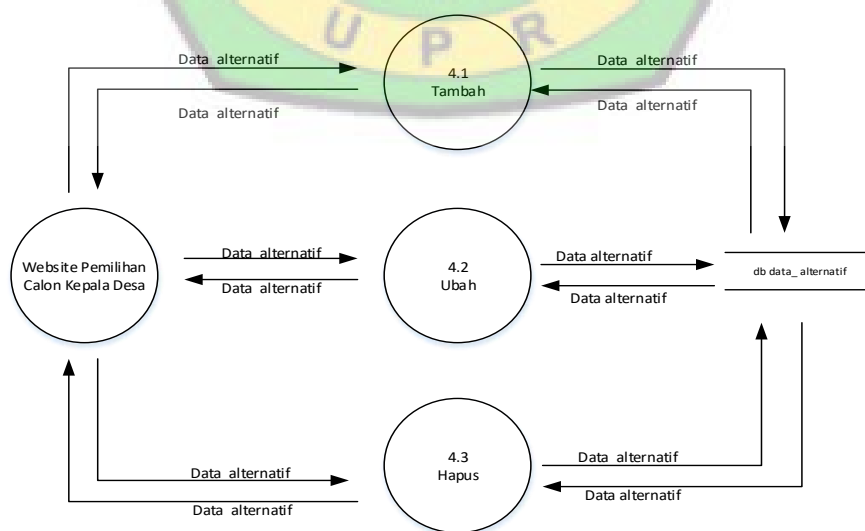 U P R
Data alternatif
4.1
Tambah
Data alternatif
Data alternatif
Data alternatif
Website Pemilihan
Calon Kepala Desa
Data alternatif
Data alternatif
4.2
Ubah
Data alternatif
Data alternatif
db data_ alternatif
Data alternatif
Data alternatif
4.3
Hapus
Data alternatif
Data alternatif